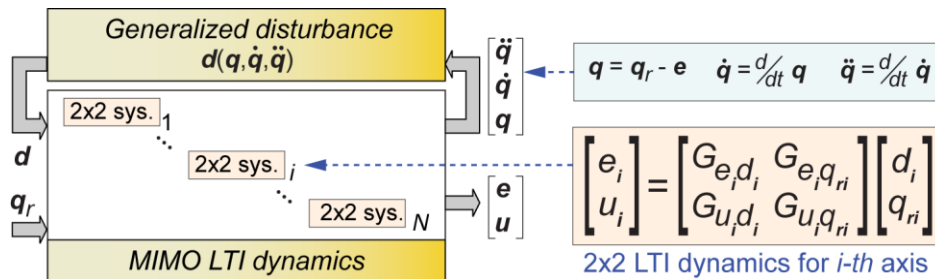 Generalized disturbance
d(q,q̇,q̈)
q̈
q̇
q
q = qr - e q̇ = d/dt q q̈ = d/dt q̇
2x2 sys. 1
⋱
2x2 sys. i
⋱
2x2 sys. N
d
qr
e
u
MIMO LTI dynamics
[ei ui] = [Geidi Geiqri Guidi Guiqri] [di qri]
2x2 LTI dynamics for i-th axis